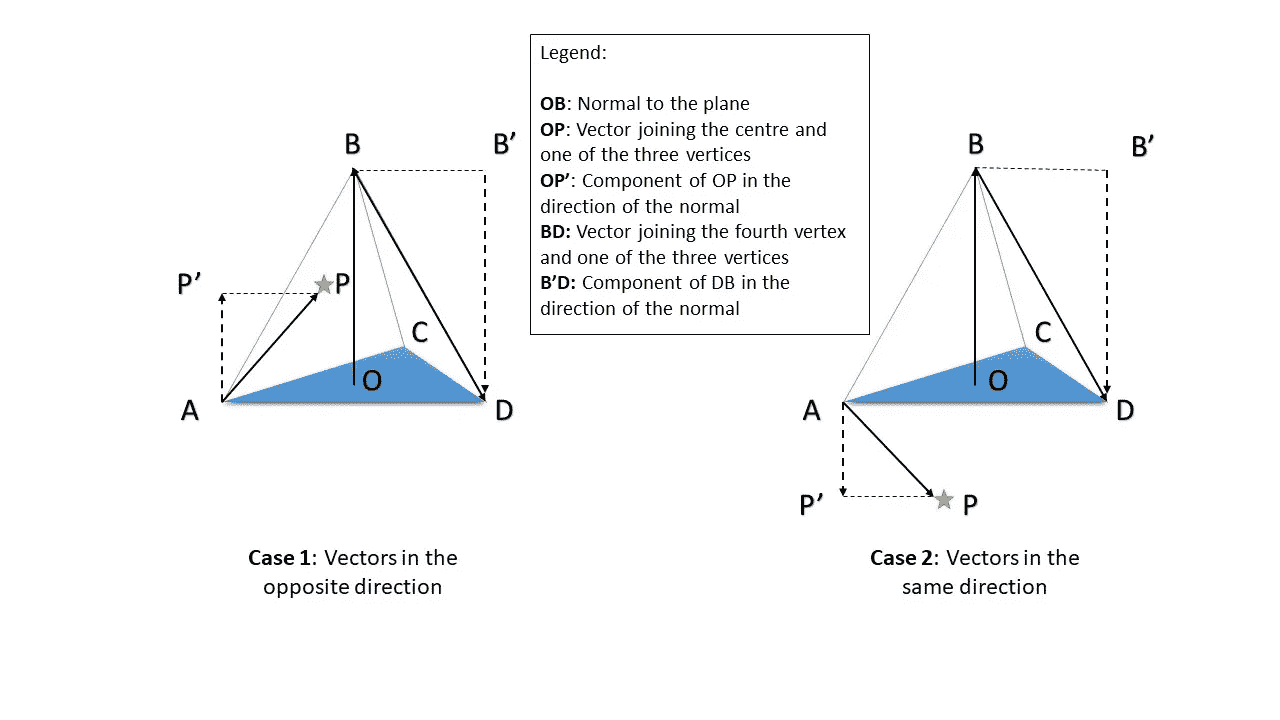 Legend:
OB: Normal to the plane
OP: Vector joining the centre and
one of the three vertices
OP’: Component of OP in the
direction of the normal
BD: Vector joining the fourth vertex
and one of the three vertices
B’D: Component of DB in the
direction of the normal
B
B’
P’
P
C
O
A
D
Case 1: Vectors in the
opposite direction
B
B’
C
O
A
D
P’
P
Case 2: Vectors in the
same direction